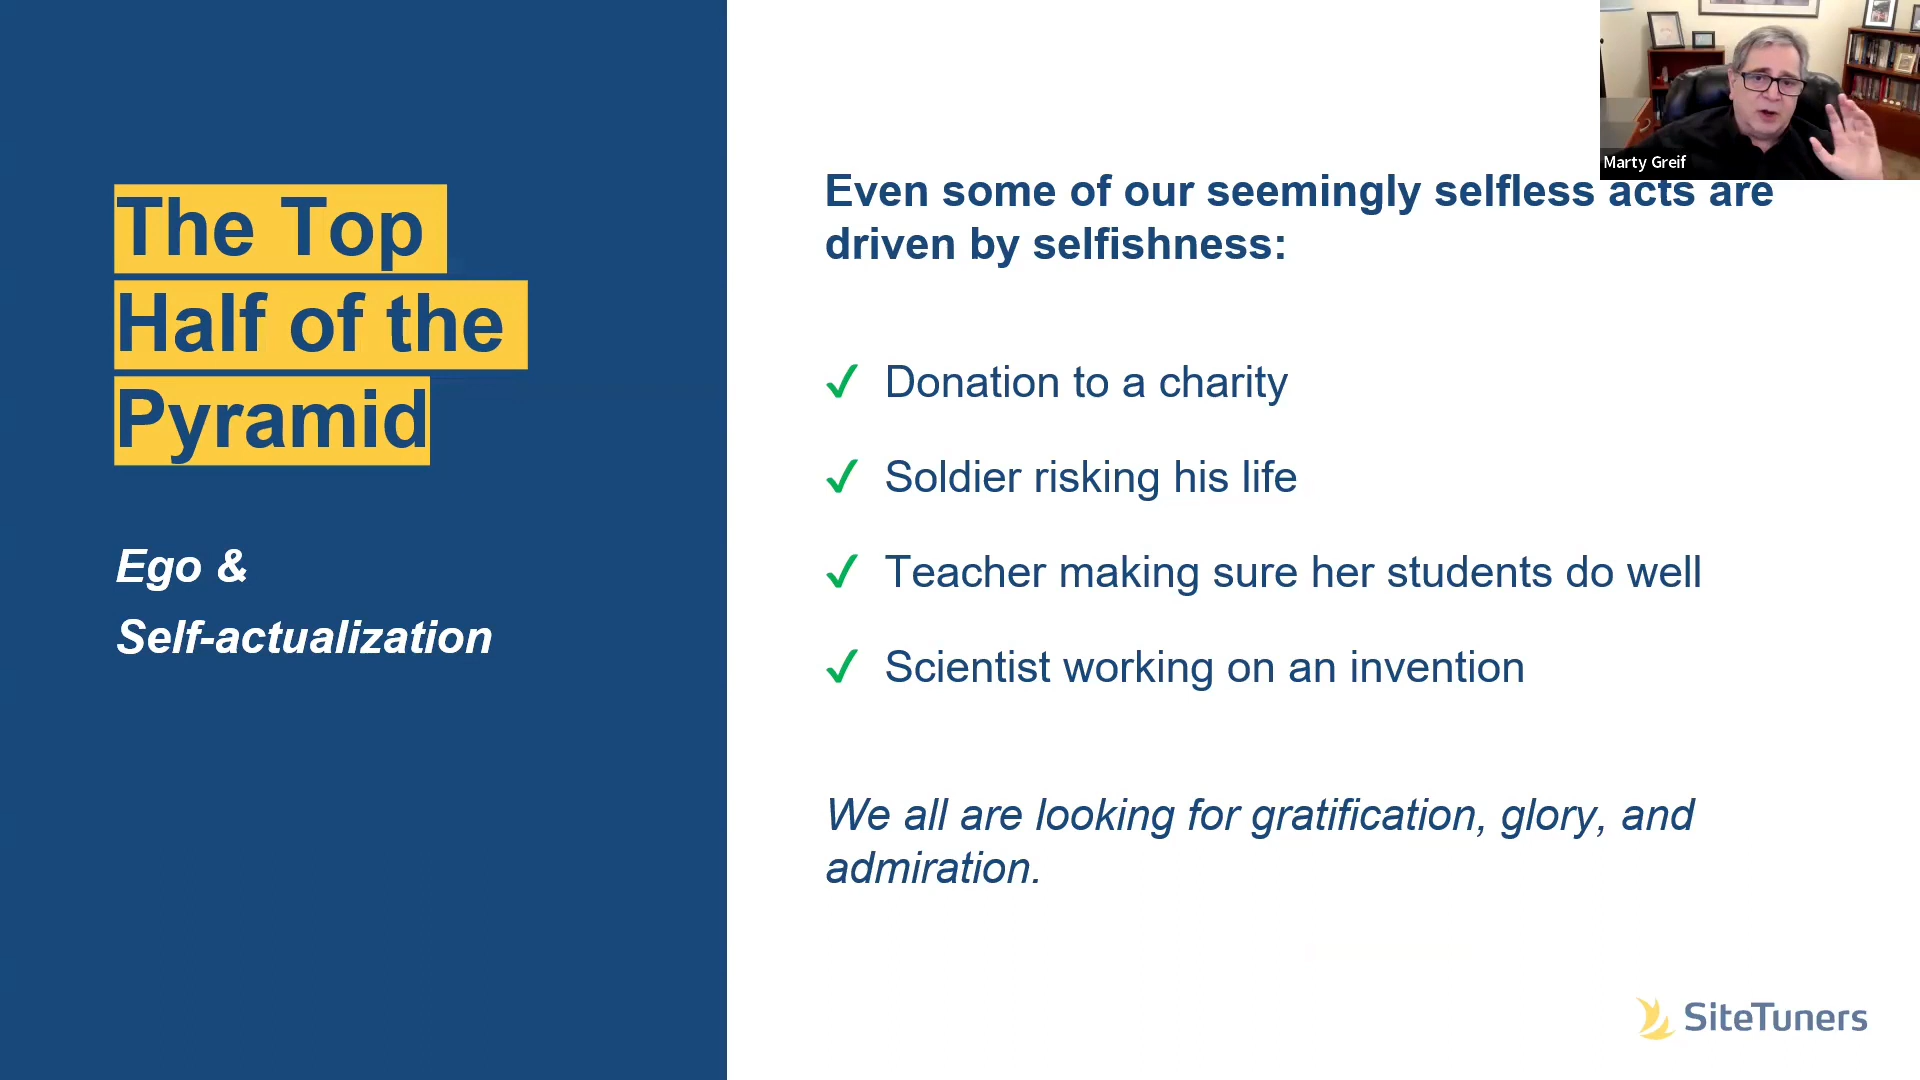 The Top
Half of the
Pyramid
Ego &
Self-actualization
Even some of our seemingly selfless acts are
driven by selfishness:
✓ Donation to a charity
✓ Soldier risking his life
✓ Teacher making sure her students do well
✓ Scientist working on an invention
We all are looking for gratification, glory, and
admiration.
Marty Greif
SiteTuners